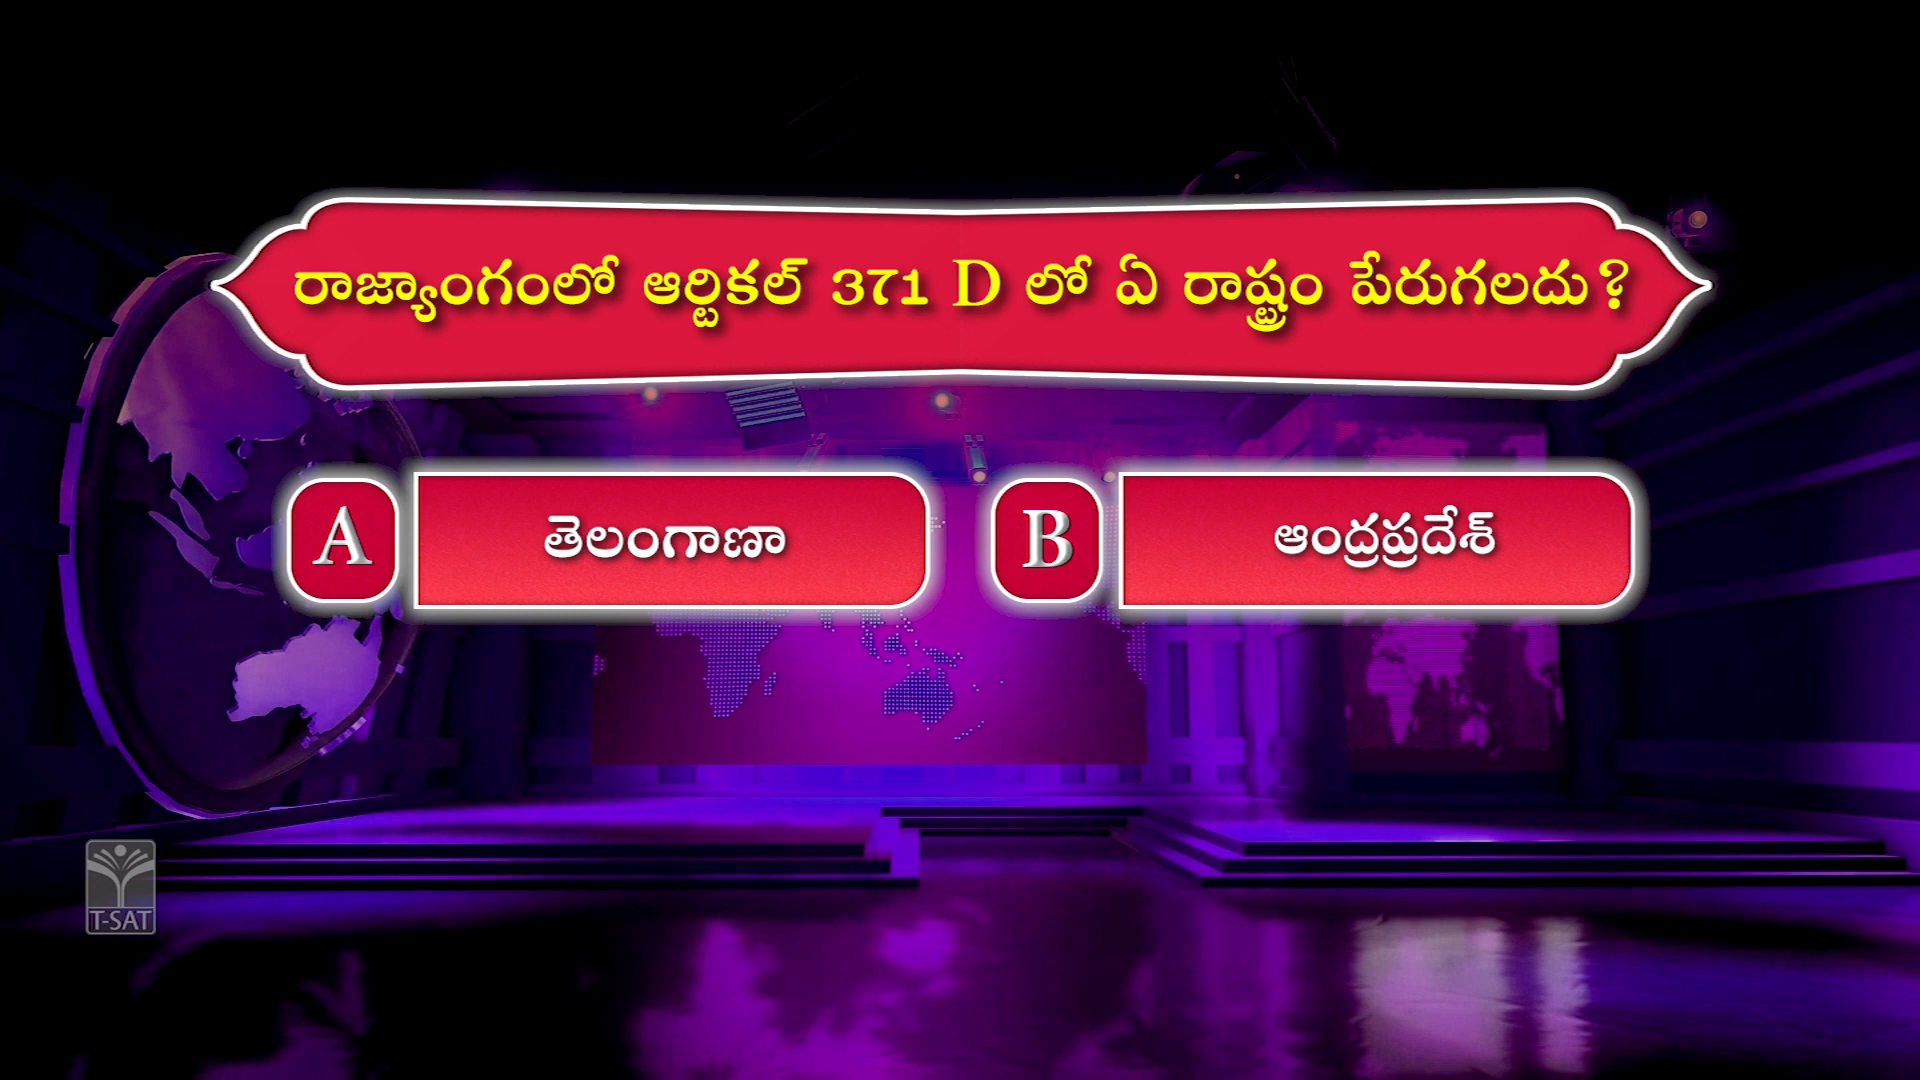 రాజ్యాంగంలో ఆర్టికల్ 371 D లో ఏ రాష్ట్రం పేరుగలదు?
A తెలంగాణా
B ఆంద్రప్రదేశ్
T-SAT